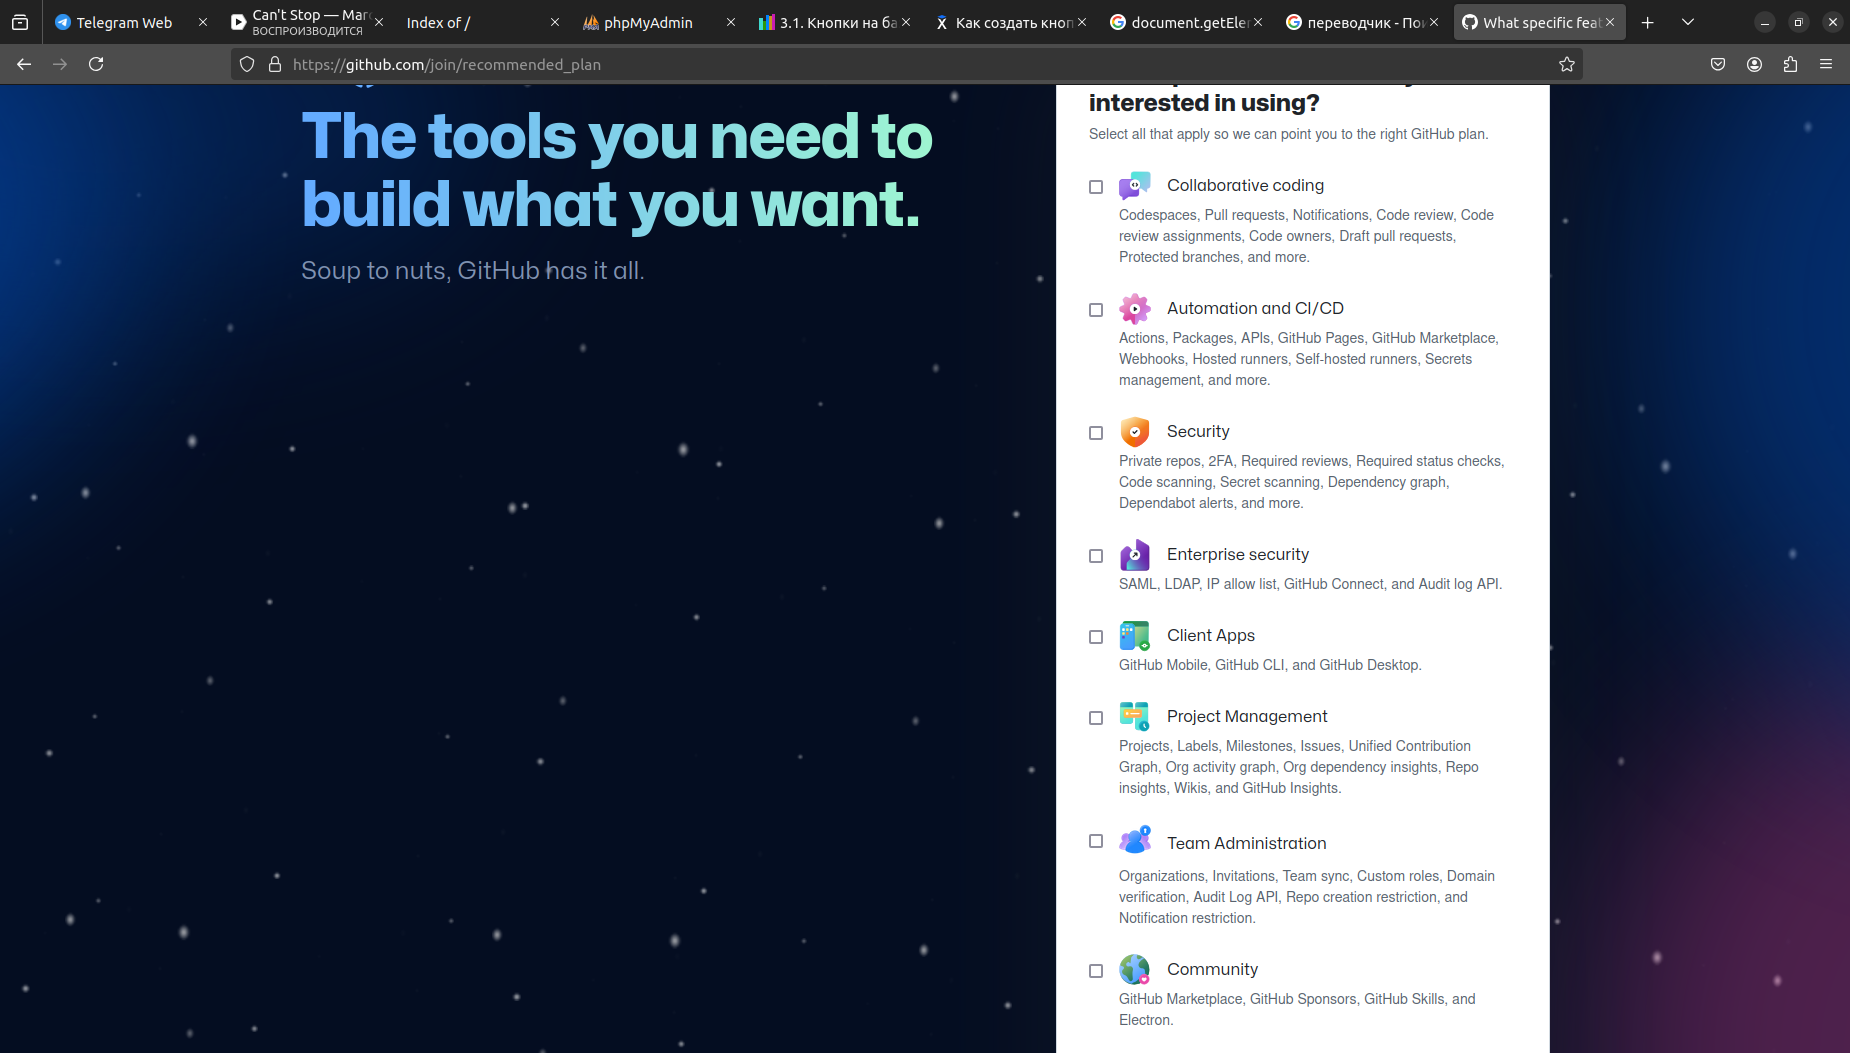 Telegram Web
Can't Stop — Marc
ВОСПРОИЗВОДИТСЯ
Index of /
phpMyAdmin
3.1. Кнопки на ба
Как создать кноп
document.getEler
переводчик - Пои
What specific feat
https://github.com/join/recommended_plan
The tools you need to
build what you want.
Soup to nuts, GitHub has it all.
interested in using?
Select all that apply so we can point you to the right GitHub plan.
Collaborative coding
Codespaces, Pull requests, Notifications, Code review, Code
review assignments, Code owners, Draft pull requests,
Protected branches, and more.
Automation and CI/CD
Actions, Packages, APIs, GitHub Pages, GitHub Marketplace,
Webhooks, Hosted runners, Self-hosted runners, Secrets
management, and more.
Security
Private repos, 2FA, Required reviews, Required status checks,
Code scanning, Secret scanning, Dependency graph,
Dependabot alerts, and more.
Enterprise security
SAML, LDAP, IP allow list, GitHub Connect, and Audit log API.
Client Apps
GitHub Mobile, GitHub CLI, and GitHub Desktop.
Project Management
Projects, Labels, Milestones, Issues, Unified Contribution
Graph, Org activity graph, Org dependency insights, Repo
insights, Wikis, and GitHub Insights.
Team Administration
Organizations, Invitations, Team sync, Custom roles, Domain
verification, Audit Log API, Repo creation restriction, and
Notification restriction.
Community
GitHub Marketplace, GitHub Sponsors, GitHub Skills, and
Electron.